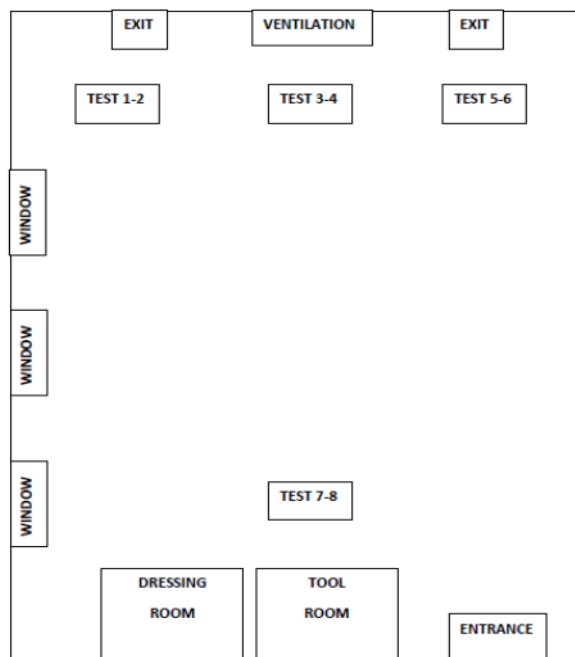 EXIT
VENTILATION
EXIT
TEST 1-2
TEST 3-4
TEST 5-6
WINDOW
WINDOW
WINDOW
TEST 7-8
DRESSING
ROOM
TOOL
ROOM
ENTRANCE